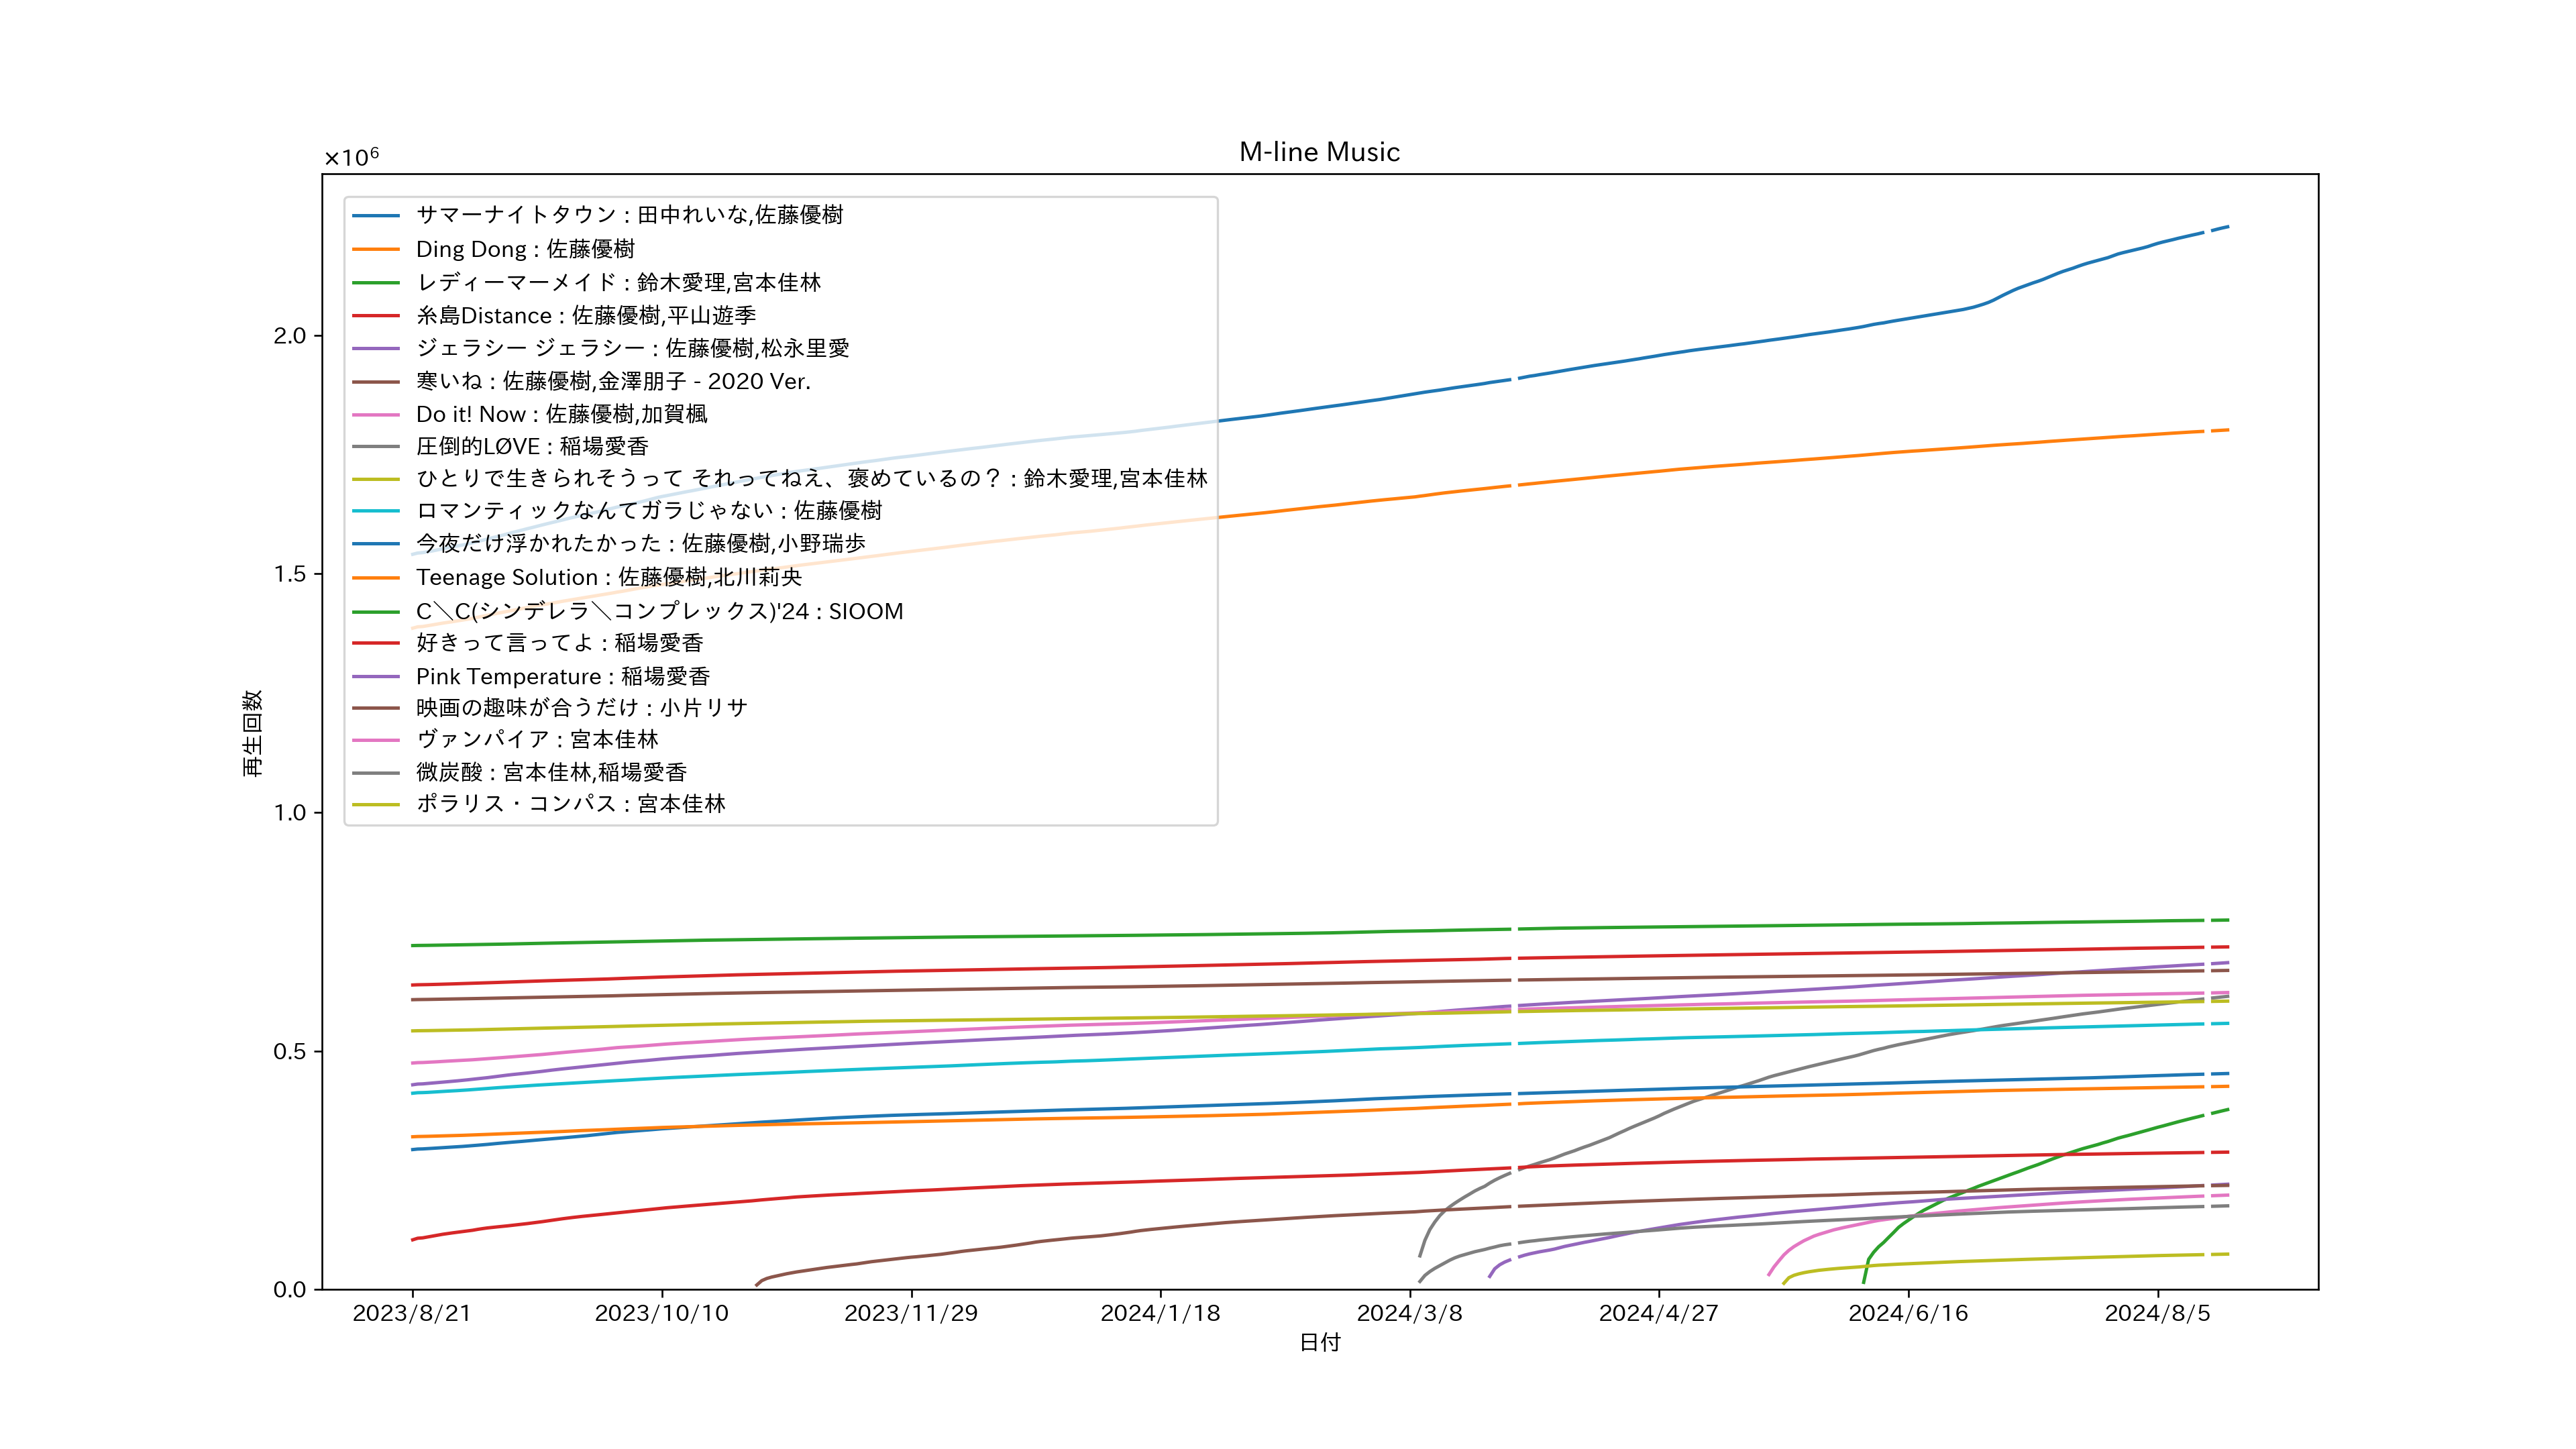 M-line Music
×10⁶
サマーナイトタウン : 田中れいな,佐藤優樹
Ding Dong : 佐藤優樹
レディーマーメイド : 鈴木愛理,宮本佳林
糸島Distance : 佐藤優樹,平山遊季
ジェラシー ジェラシー : 佐藤優樹,松永里愛
寒いね : 佐藤優樹,金澤朋子 - 2020 Ver.
Do it! Now : 佐藤優樹,加賀楓
圧倒的LØVE : 稲場愛香
ひとりで生きられそうって それってねえ、褒めているの？ : 鈴木愛理,宮本佳林
ロマンティックなんてガラじゃない : 佐藤優樹
今夜だけ浮かれたかった : 佐藤優樹,小野瑞歩
Teenage Solution : 佐藤優樹,北川莉央
C＼C(シンデレラ＼コンプレックス)'24 : SIOOM
好きって言ってよ : 稲場愛香
Pink Temperature : 稲場愛香
映画の趣味が合うだけ : 小片リサ
ヴァンパイア : 宮本佳林
微炭酸 : 宮本佳林,稲場愛香
ポラリス・コンパス : 宮本佳林
再生回数
2.0
1.5
1.0
0.5
0.0
2023/8/21 2023/10/10 2023/11/29 2024/1/18 2024/3/8 2024/4/27 2024/6/16 2024/8/5
日付